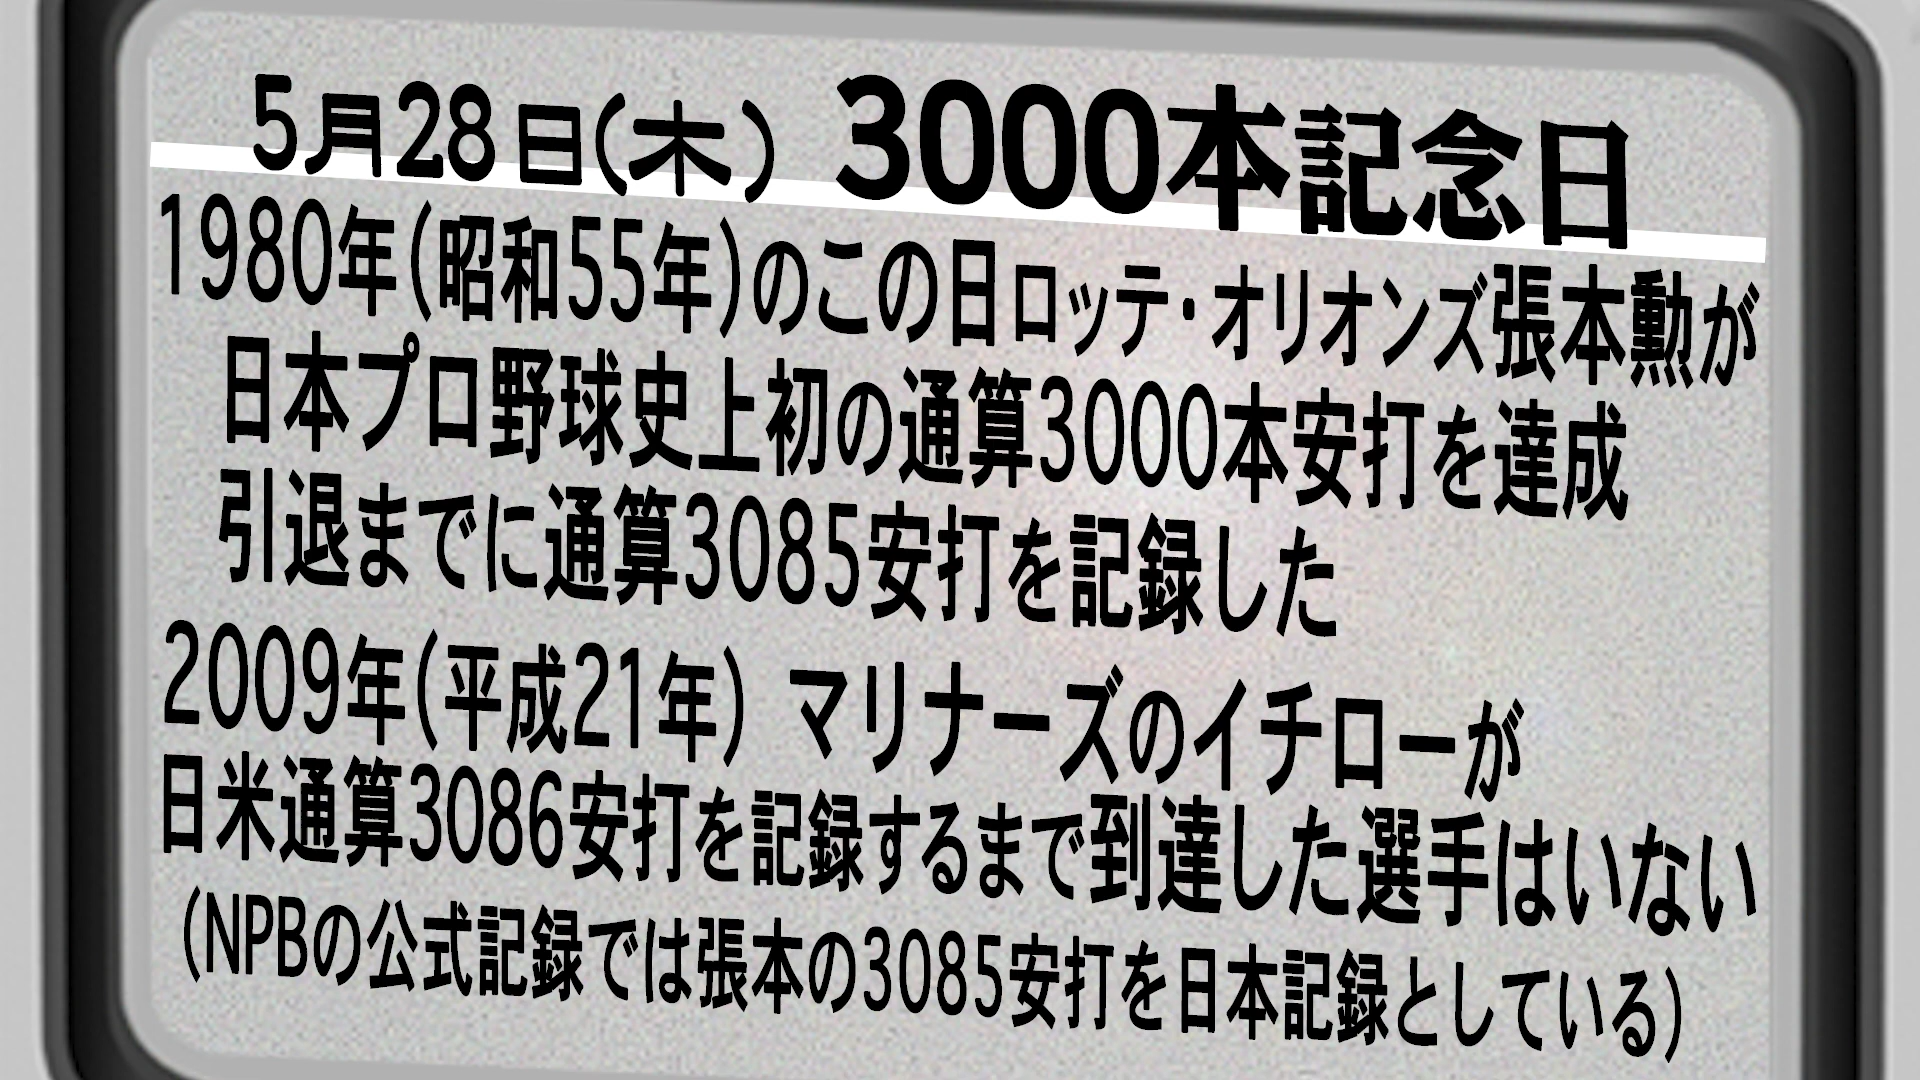 5月28日(木) 3000本記念日
1980年(昭和55年)のこの日ロッテ・オリオンズ張本勲が
日本プロ野球史上初の通算3000本安打を達成
引退までに通算3085安打を記録した
2009年(平成21年) マリナーズのイチローが
日米通算3086安打を記録するまで到達した選手はいない
(NPBの公式記録では張本の3085安打を日本記録としている)